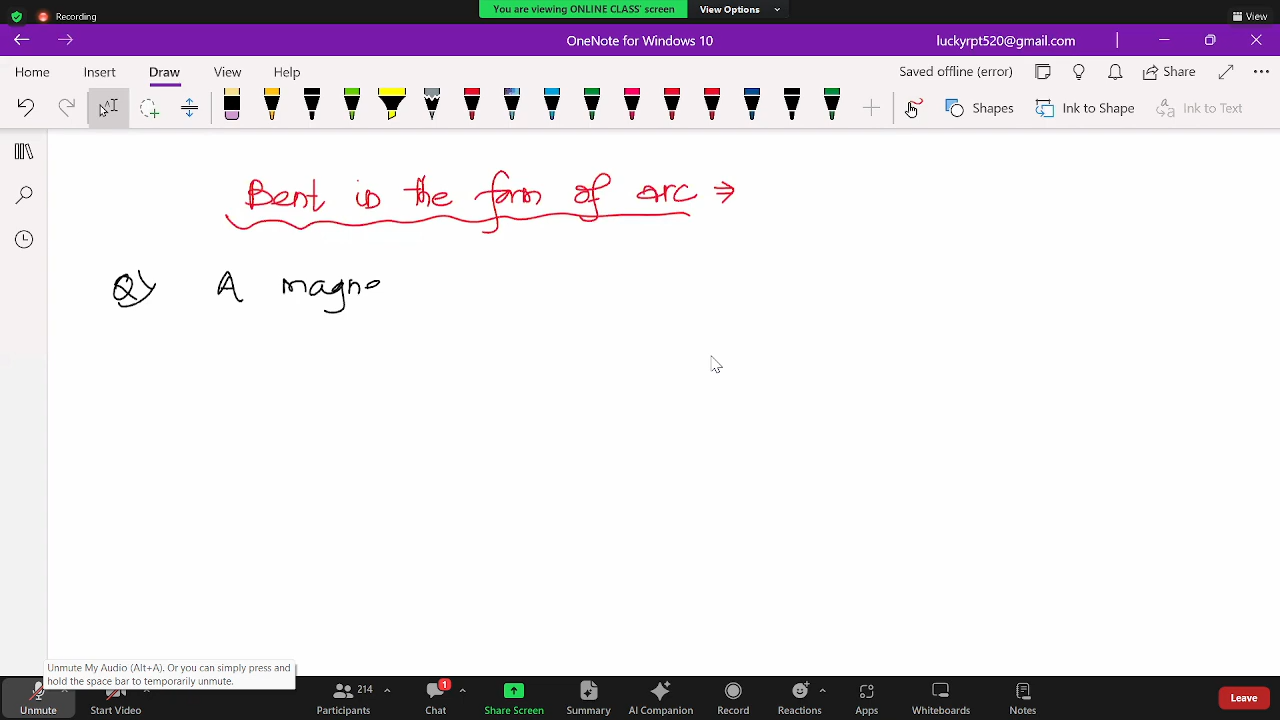 Recording
You are viewing ONLINE CLASS' screen
View Options
View
OneNote for Windows 10
luckyrpt520@gmail.com
Home Insert Draw View Help
Saved offline (error)
Share
Shapes
Ink to Shape
Ink to Text
Bent in the form of arc →
Q) A magne
Unmute My Audio (Alt+A). Or you can simply press and
hold the space bar to temporarily unmute.
Unmute
Start Video
214
Participants
1
Chat
Share Screen
Summary
AI Companion
Record
Reactions
Apps
Whiteboards
Notes
Leave